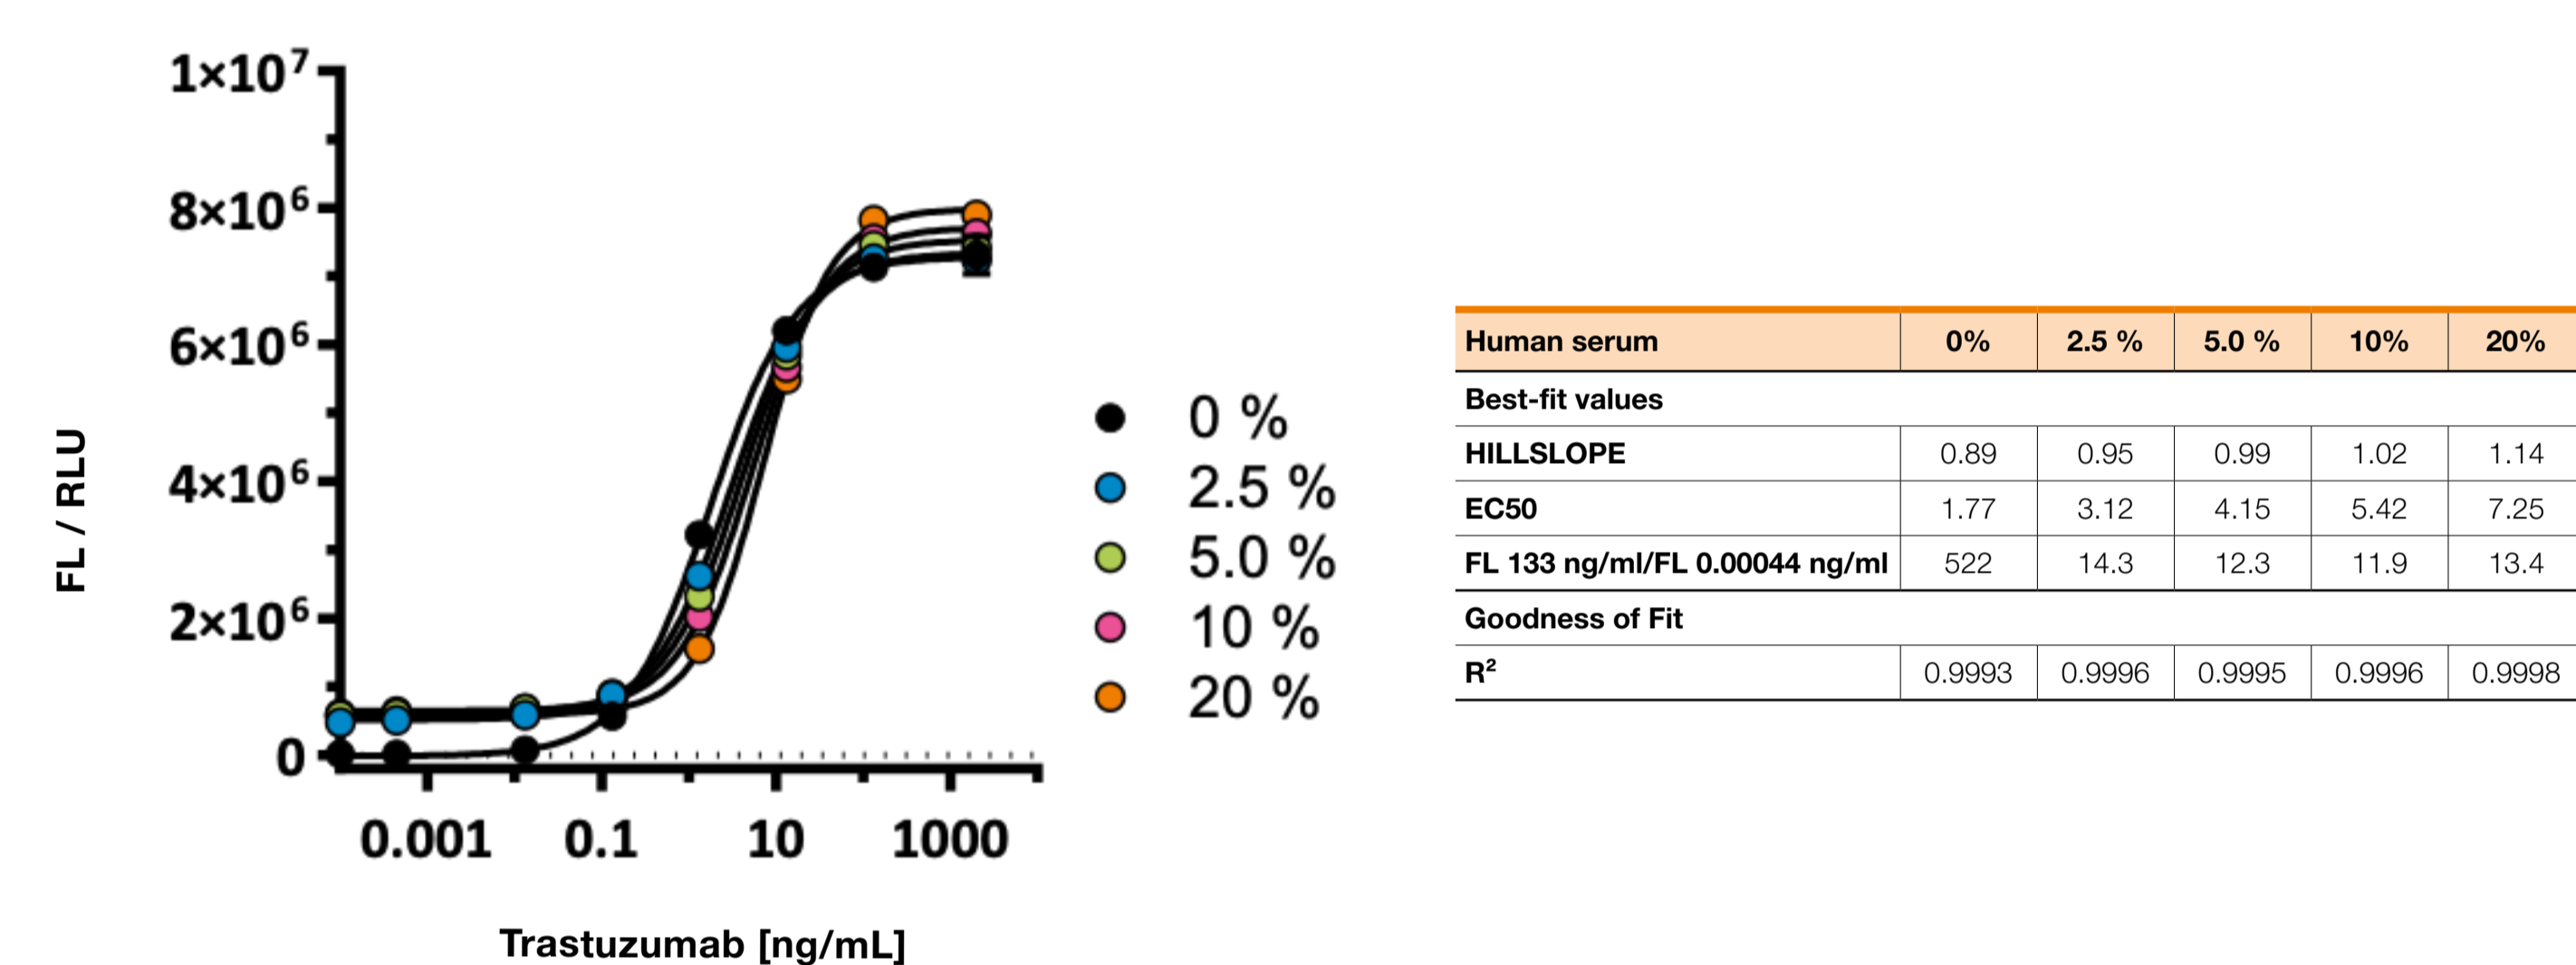 1×10⁷
8×10⁶
6×10⁶
4×10⁶
2×10⁶
0
FL / RLU
0.001 0.1 10 1000
Trastuzumab [ng/mL]
0 %
2.5 %
5.0 %
10 %
20 %
Human serum 0% 2.5 % 5.0 % 10% 20%
Best-fit values
HILLSLOPE 0.89 0.95 0.99 1.02 1.14
EC50 1.77 3.12 4.15 5.42 7.25
FL 133 ng/ml/FL 0.00044 ng/ml 522 14.3 12.3 11.9 13.4
Goodness of Fit
R² 0.9993 0.9996 0.9995 0.9996 0.9998